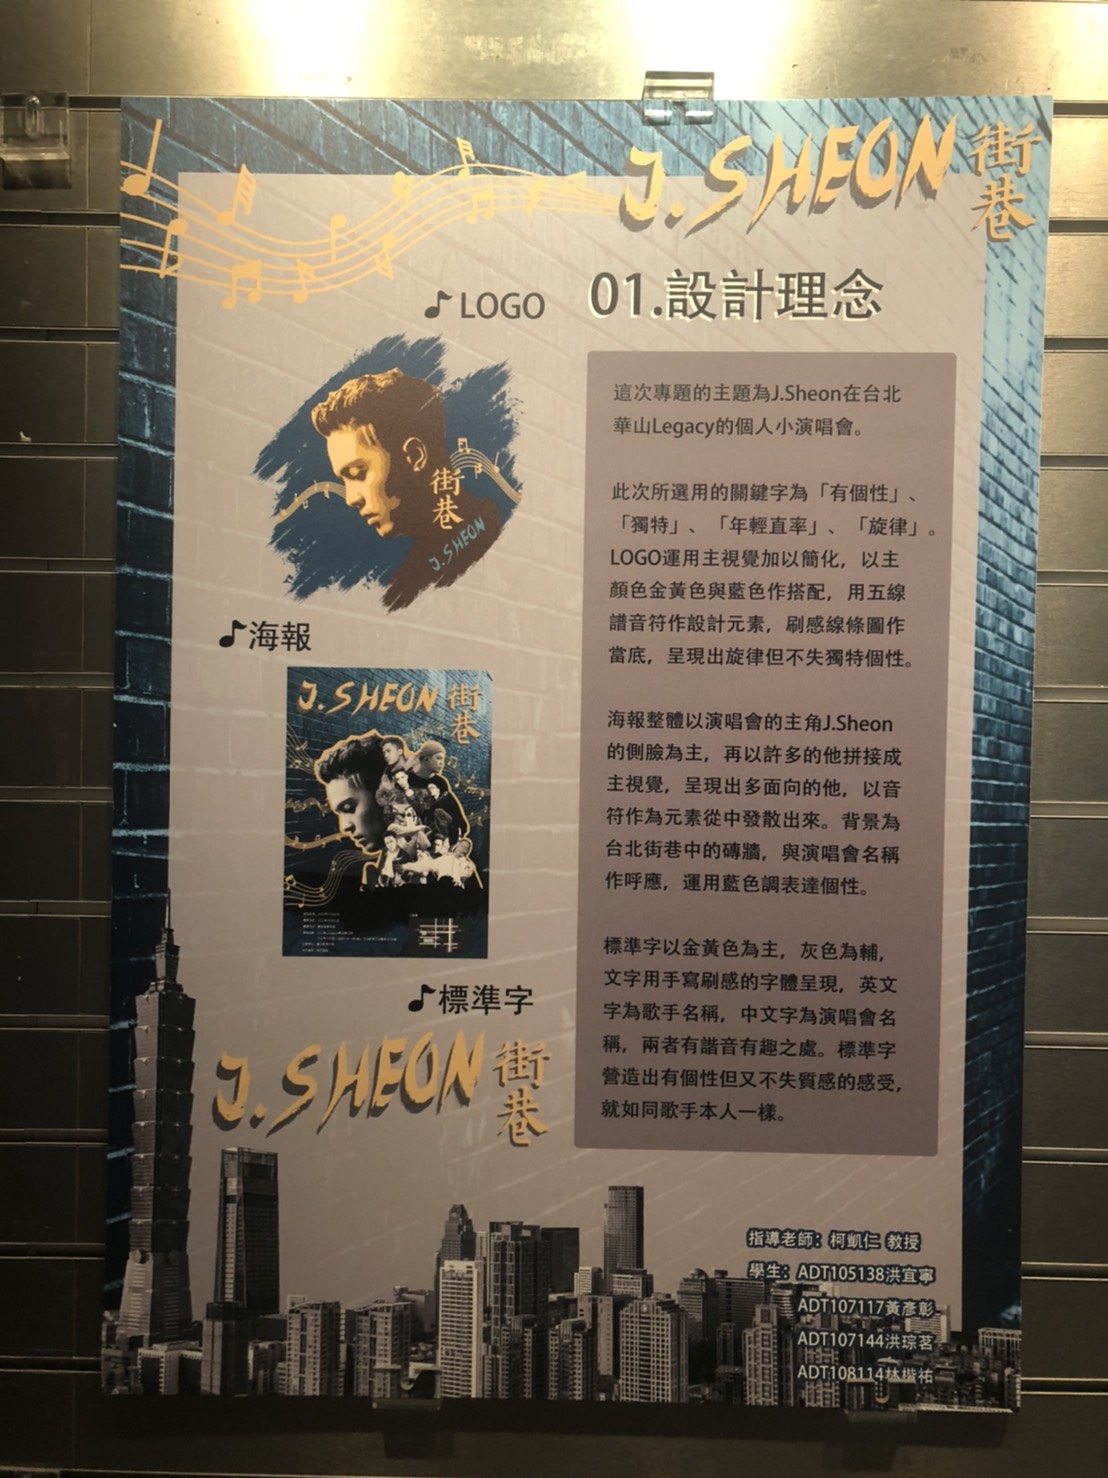 J.SHEON 街巷
♪LOGO
01.設計理念
街巷
J.SHEON
這次專題的主題為J.Sheon在台北
華山Legacy的個人小演唱會。
此次所選用的關鍵字為「有個性」、
「獨特」、「年輕直率」、「旋律」。
LOGO運用主視覺加以簡化，以主
顏色金黃色與藍色作搭配，用五線
譜音符作設計元素，刷感線條圖作
當底，呈現出旋律但不失獨特個性。
♪海報
J.SHEON 街巷
海報整體以演唱會的主角J.Sheon
的側臉為主，再以許多的他拼接成
主視覺，呈現出多面向的他，以音
符作為元素從中發散出來。背景為
台北街巷中的磚牆，與演唱會名稱
作呼應，運用藍色調表達個性。
♪標準字
J.SHEON 街巷
標準字以金黃色為主，灰色為輔，
文字用手寫刷感的字體呈現，英文
字為歌手名稱，中文字為演唱會名
稱，兩者有諧音有趣之處。標準字
營造出有個性但又不失質感的感受，
就如同歌手本人一樣。
指導老師：柯凱仁 教授
學生：ADT105138洪宜寧
ADT107117黃彥彰
ADT107144洪琮茗
ADT108114林楷祐